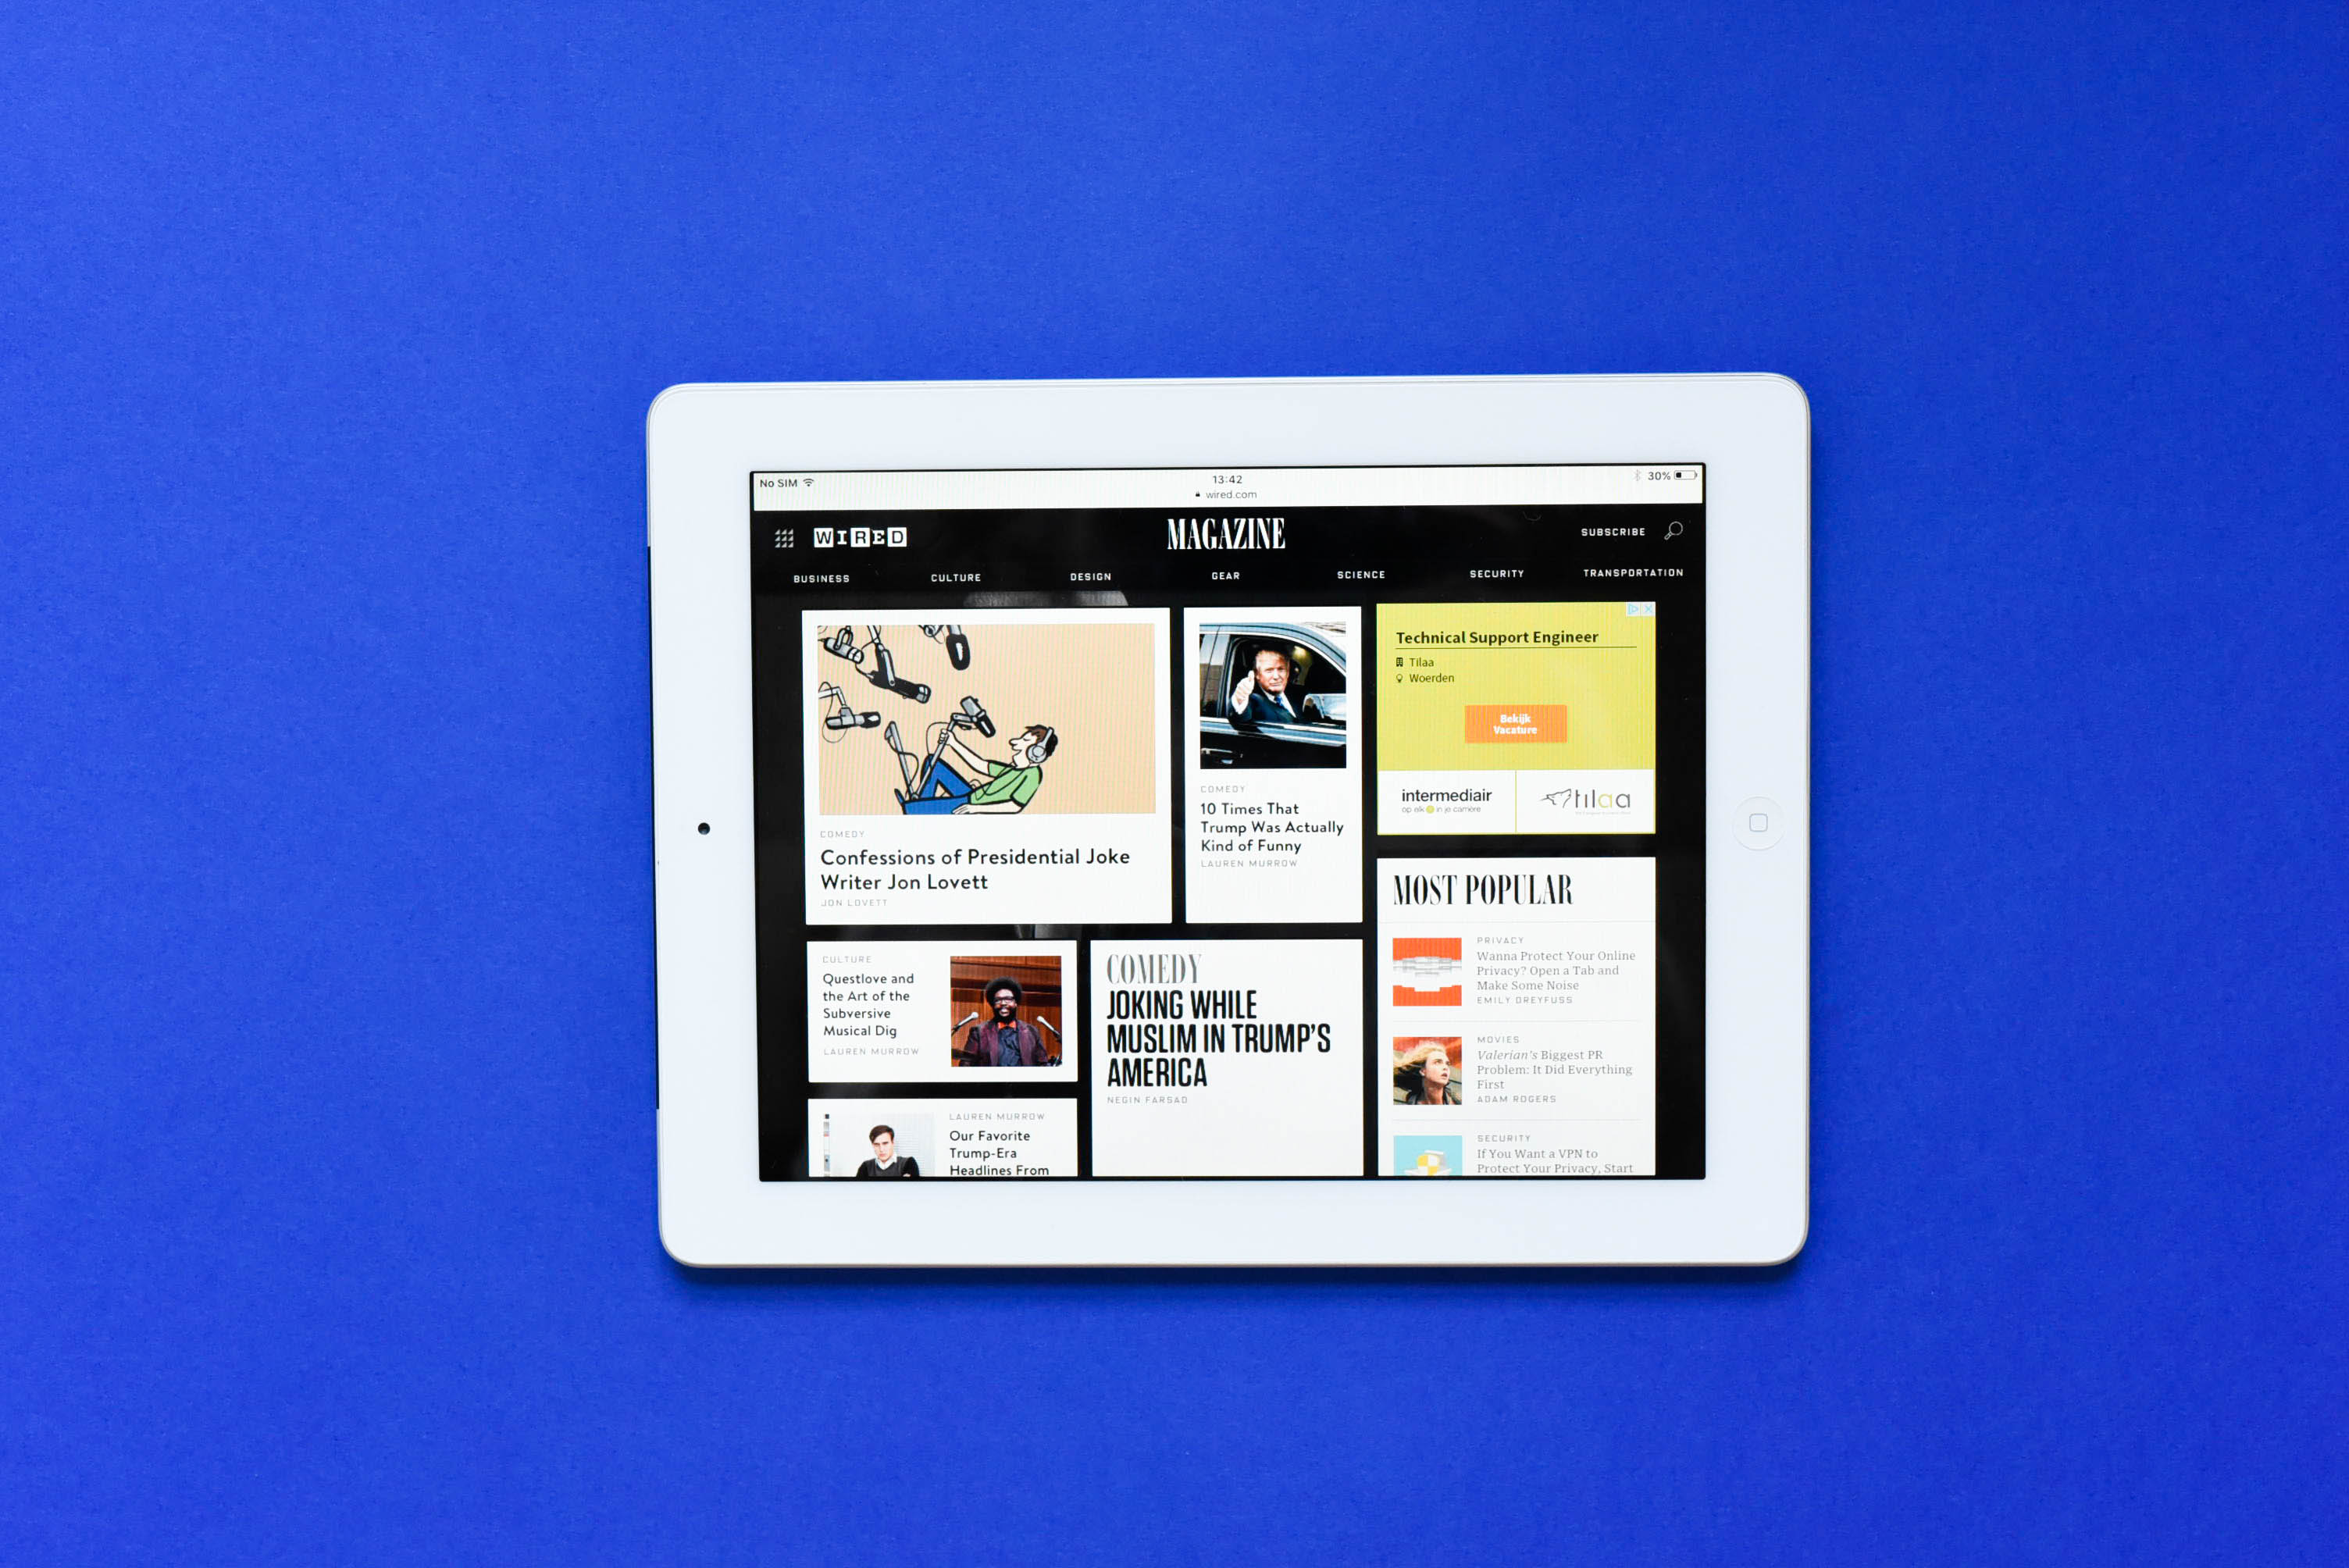 No SIM
13:42
30%
wired.com
WIRED
MAGAZINE
SUBSCRIBE
BUSINESS CULTURE DESIGN GEAR SCIENCE SECURITY TRANSPORTATION
COMEDY
Confessions of Presidential Joke
Writer Jon Lovett
JON LOVETT
COMEDY
10 Times That
Trump Was Actually
Kind of Funny
LAUREN MURROW
Technical Support Engineer
Tilaa
Woerden
Bekijk
Vacature
intermediair
op elk in je carrière
tilaa
CULTURE
Questlove and
the Art of the
Subversive
Musical Dig
LAUREN MURROW
COMEDY
JOKING WHILE
MUSLIM IN TRUMP'S
AMERICA
NEGIN FARSAD
LAUREN MURROW
Our Favorite
Trump-Era
Headlines From
MOST POPULAR
PRIVACY
Wanna Protect Your Online
Privacy? Open a Tab and
Make Some Noise
EMILY DREYFUSS
MOVIES
Valerian's Biggest PR
Problem: It Did Everything
First
ADAM ROGERS
SECURITY
If You Want a VPN to
Protect Your Privacy, Start